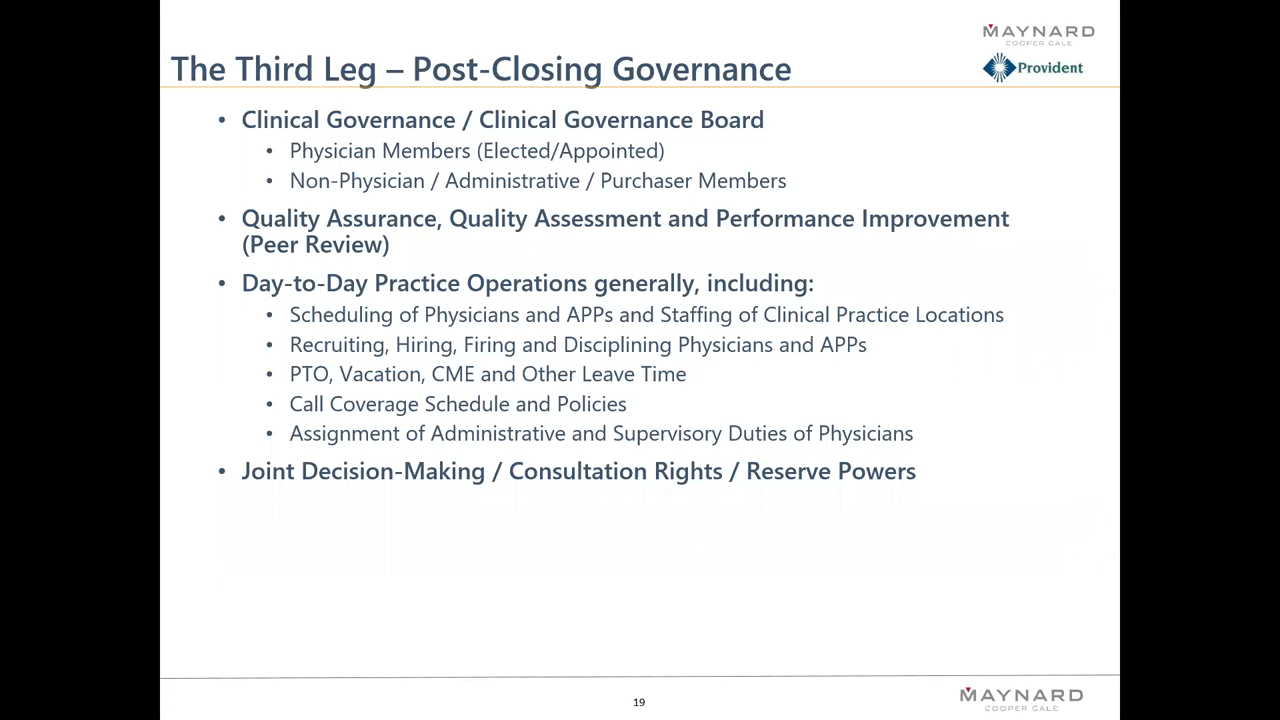 MAYNARD
COOPER GALE
The Third Leg – Post-Closing Governance
Provident
• Clinical Governance / Clinical Governance Board
• Physician Members (Elected/Appointed)
• Non-Physician / Administrative / Purchaser Members
• Quality Assurance, Quality Assessment and Performance Improvement
(Peer Review)
• Day-to-Day Practice Operations generally, including:
• Scheduling of Physicians and APPs and Staffing of Clinical Practice Locations
• Recruiting, Hiring, Firing and Disciplining Physicians and APPs
• PTO, Vacation, CME and Other Leave Time
• Call Coverage Schedule and Policies
• Assignment of Administrative and Supervisory Duties of Physicians
• Joint Decision-Making / Consultation Rights / Reserve Powers
19
MAYNARD
COOPER GALE